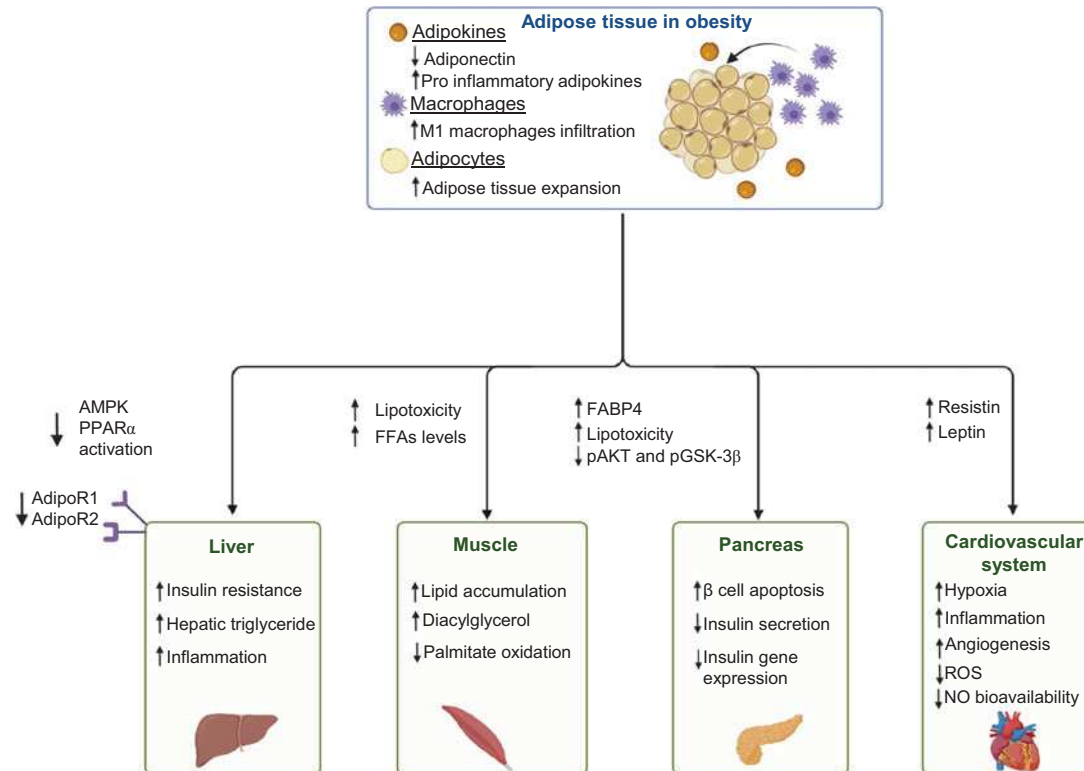 Adipose tissue in obesity
Adipokines
↓ Adiponectin
↑ Pro inflammatory adipokines
Macrophages
↑ M1 macrophages infiltration
Adipocytes
↑ Adipose tissue expansion
↓ AMPK
PPARα
activation
↑ Lipotoxicity
↑ FFAs levels
↑ FABP4
↑ Lipotoxicity
↓ pAKT and pGSK-3β
↑ Resistin
↑ Leptin
↓ AdipoR1
AdipoR2
Liver
↑ Insulin resistance
↑ Hepatic triglyceride
↑ Inflammation
Muscle
↑ Lipid accumulation
↑ Diacylglycerol
↓ Palmitate oxidation
Pancreas
↑ β cell apoptosis
↓ Insulin secretion
↓ Insulin gene
expression
Cardiovascular
system
↑ Hypoxia
↑ Inflammation
↑ Angiogenesis
↓ ROS
↓ NO bioavailability